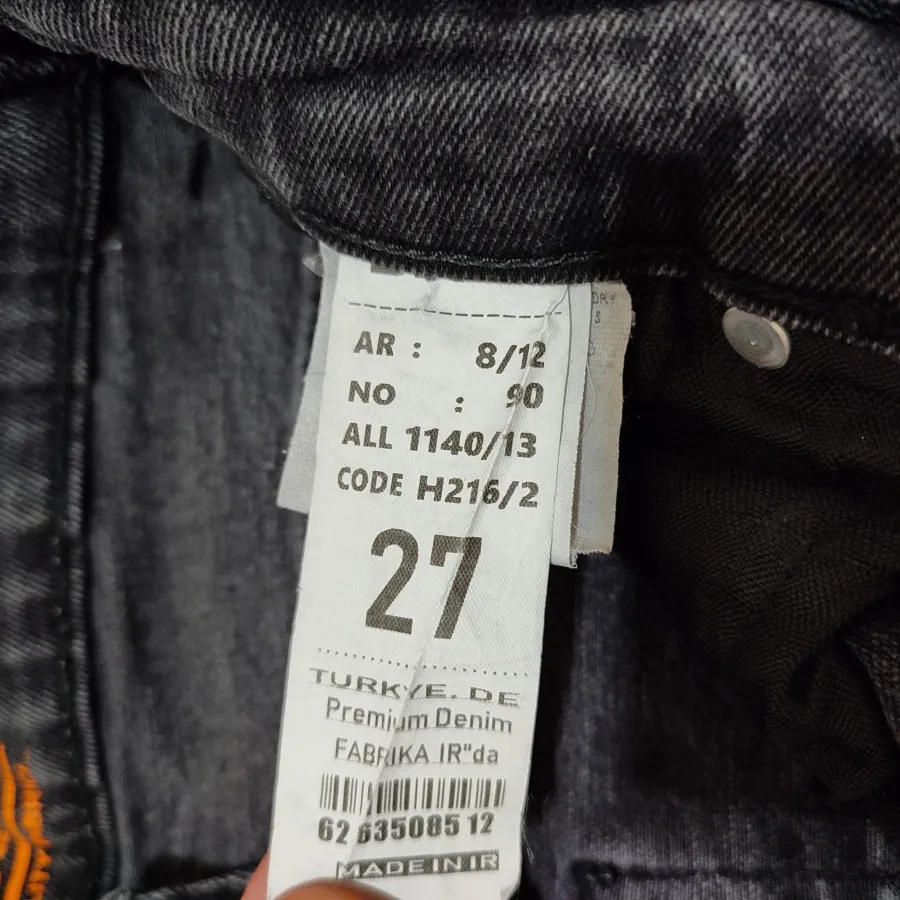 AR : 8/12
NO : 90
ALL 1140/13
CODE H216/2
27
TURKYE. DE
Premium Denim
FABRIKA IR"da
62 635085 12
MADE IN IR